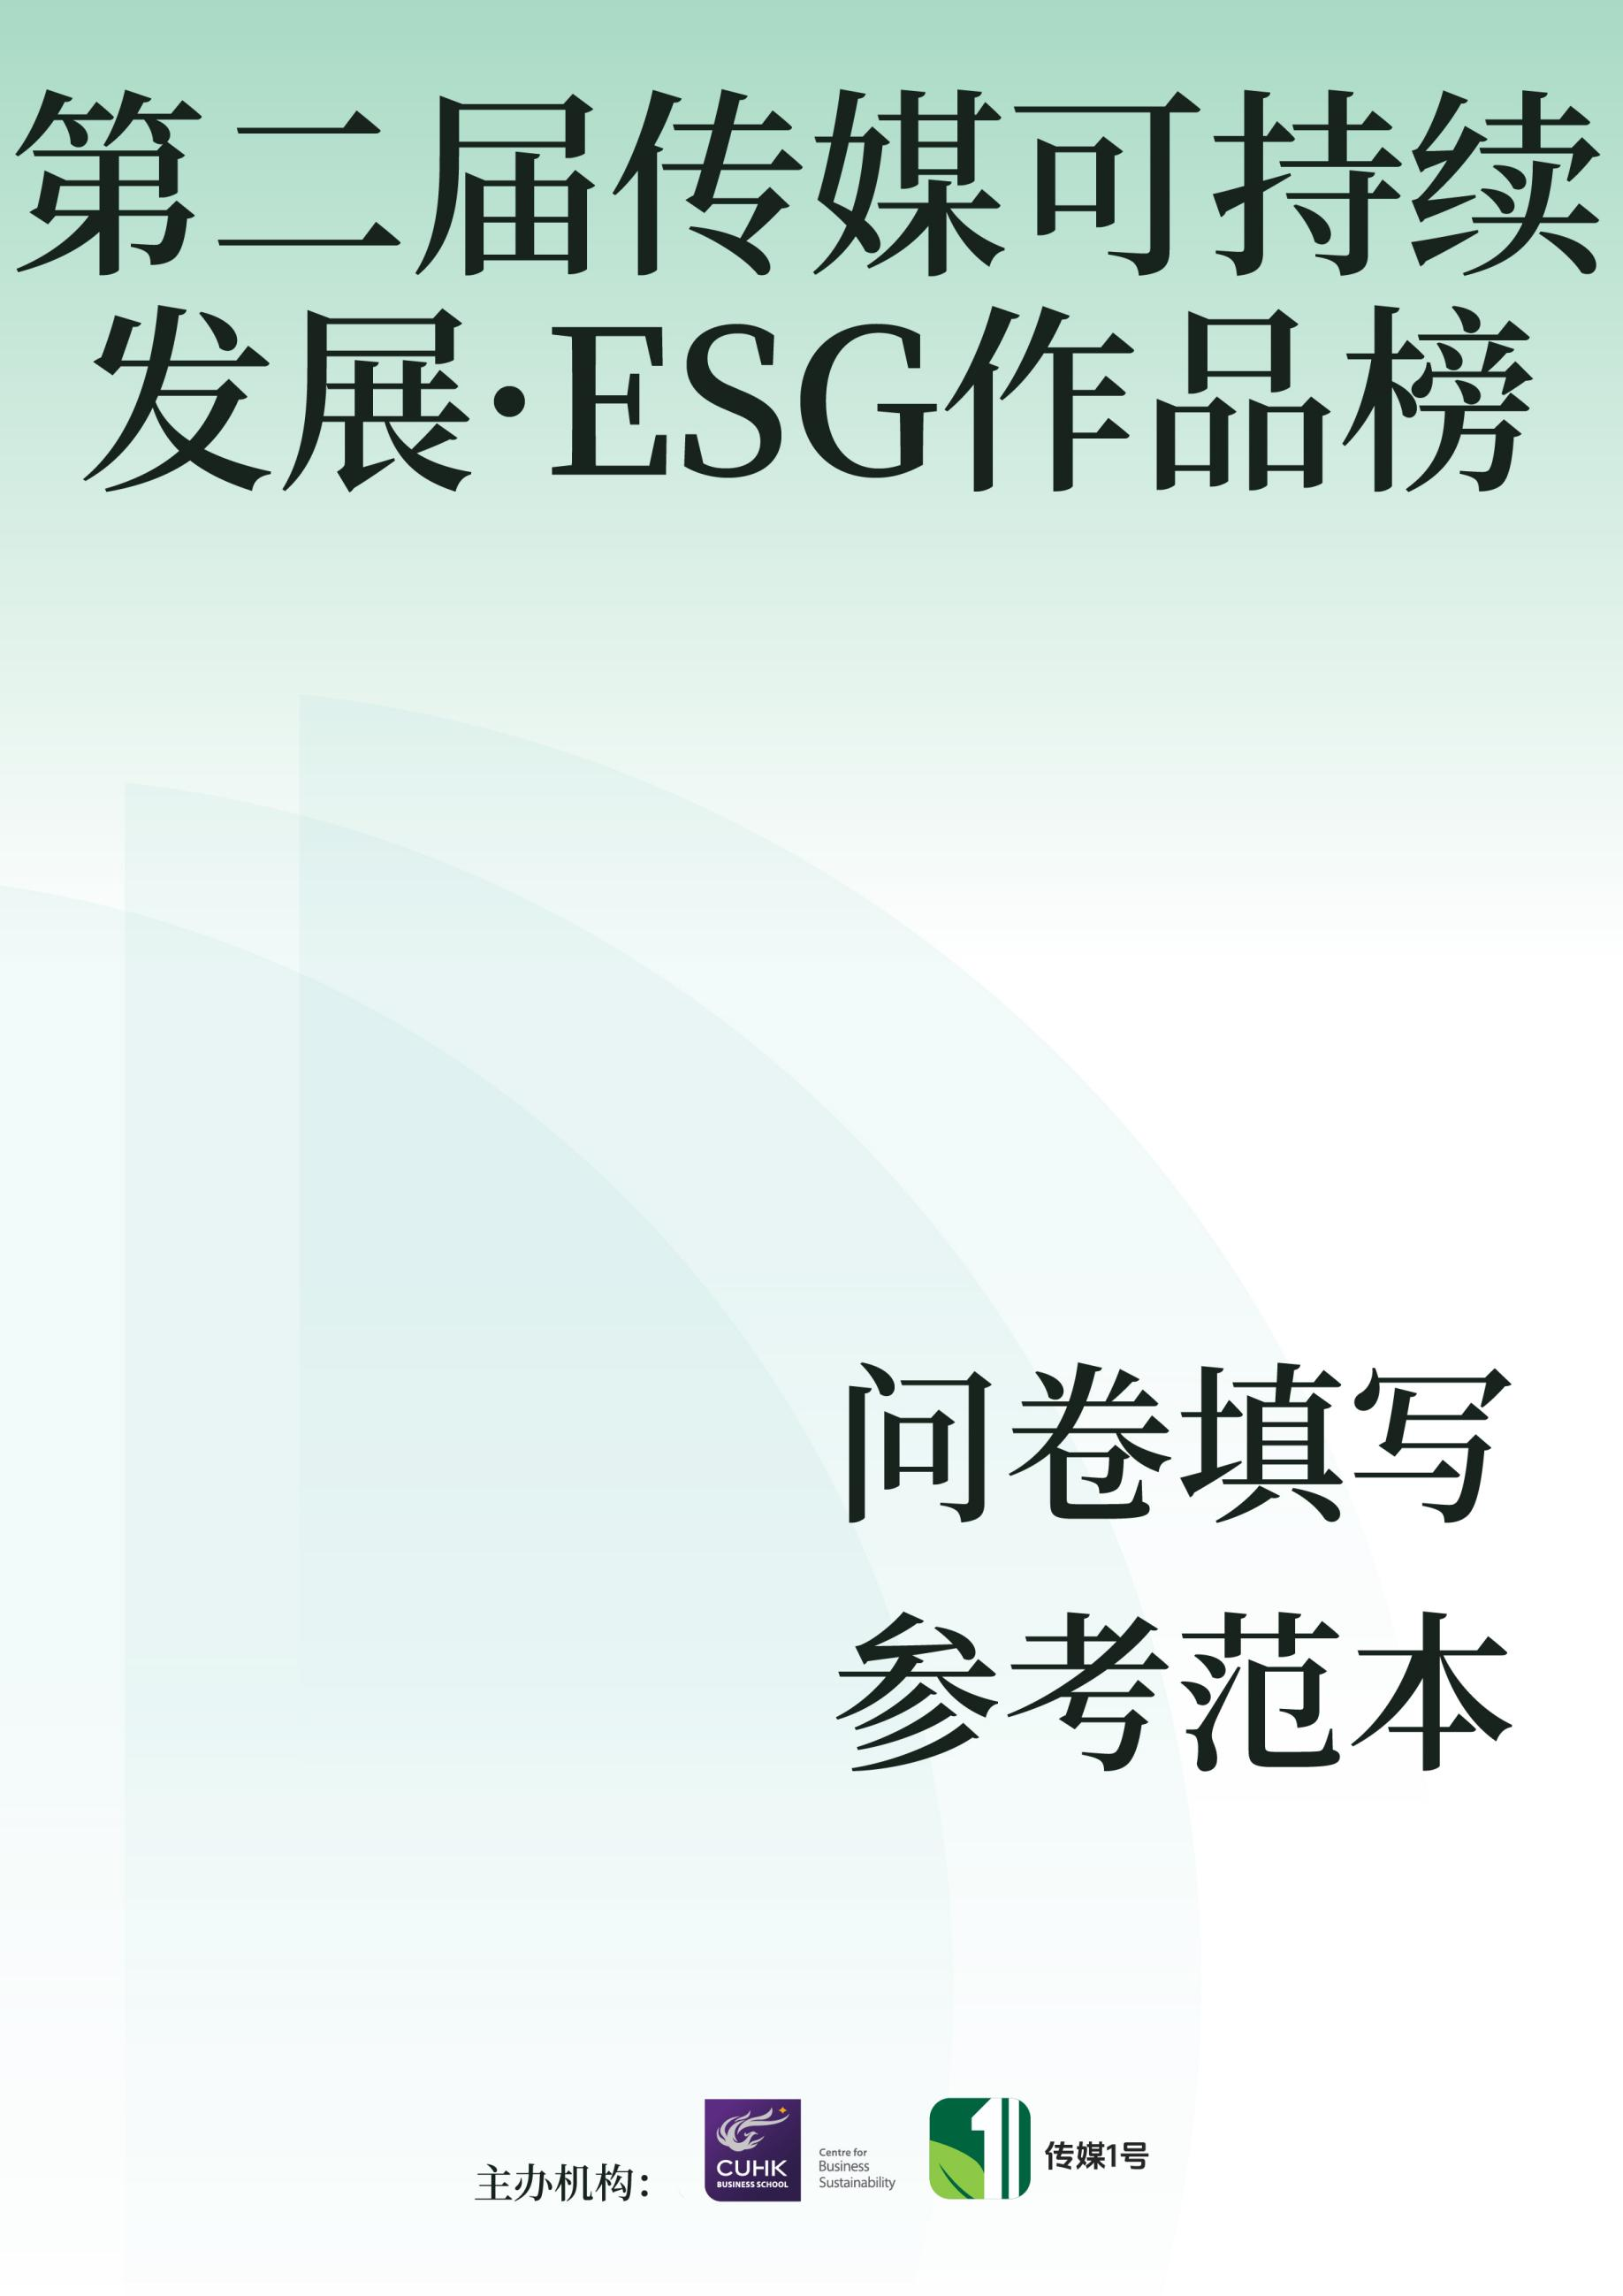 第二届传媒可持续
发展·ESG作品榜
问卷填写
参考范本
主办机构：
CUHK
BUSINESS SCHOOL
Centre for
Business
Sustainability
1
传媒1号